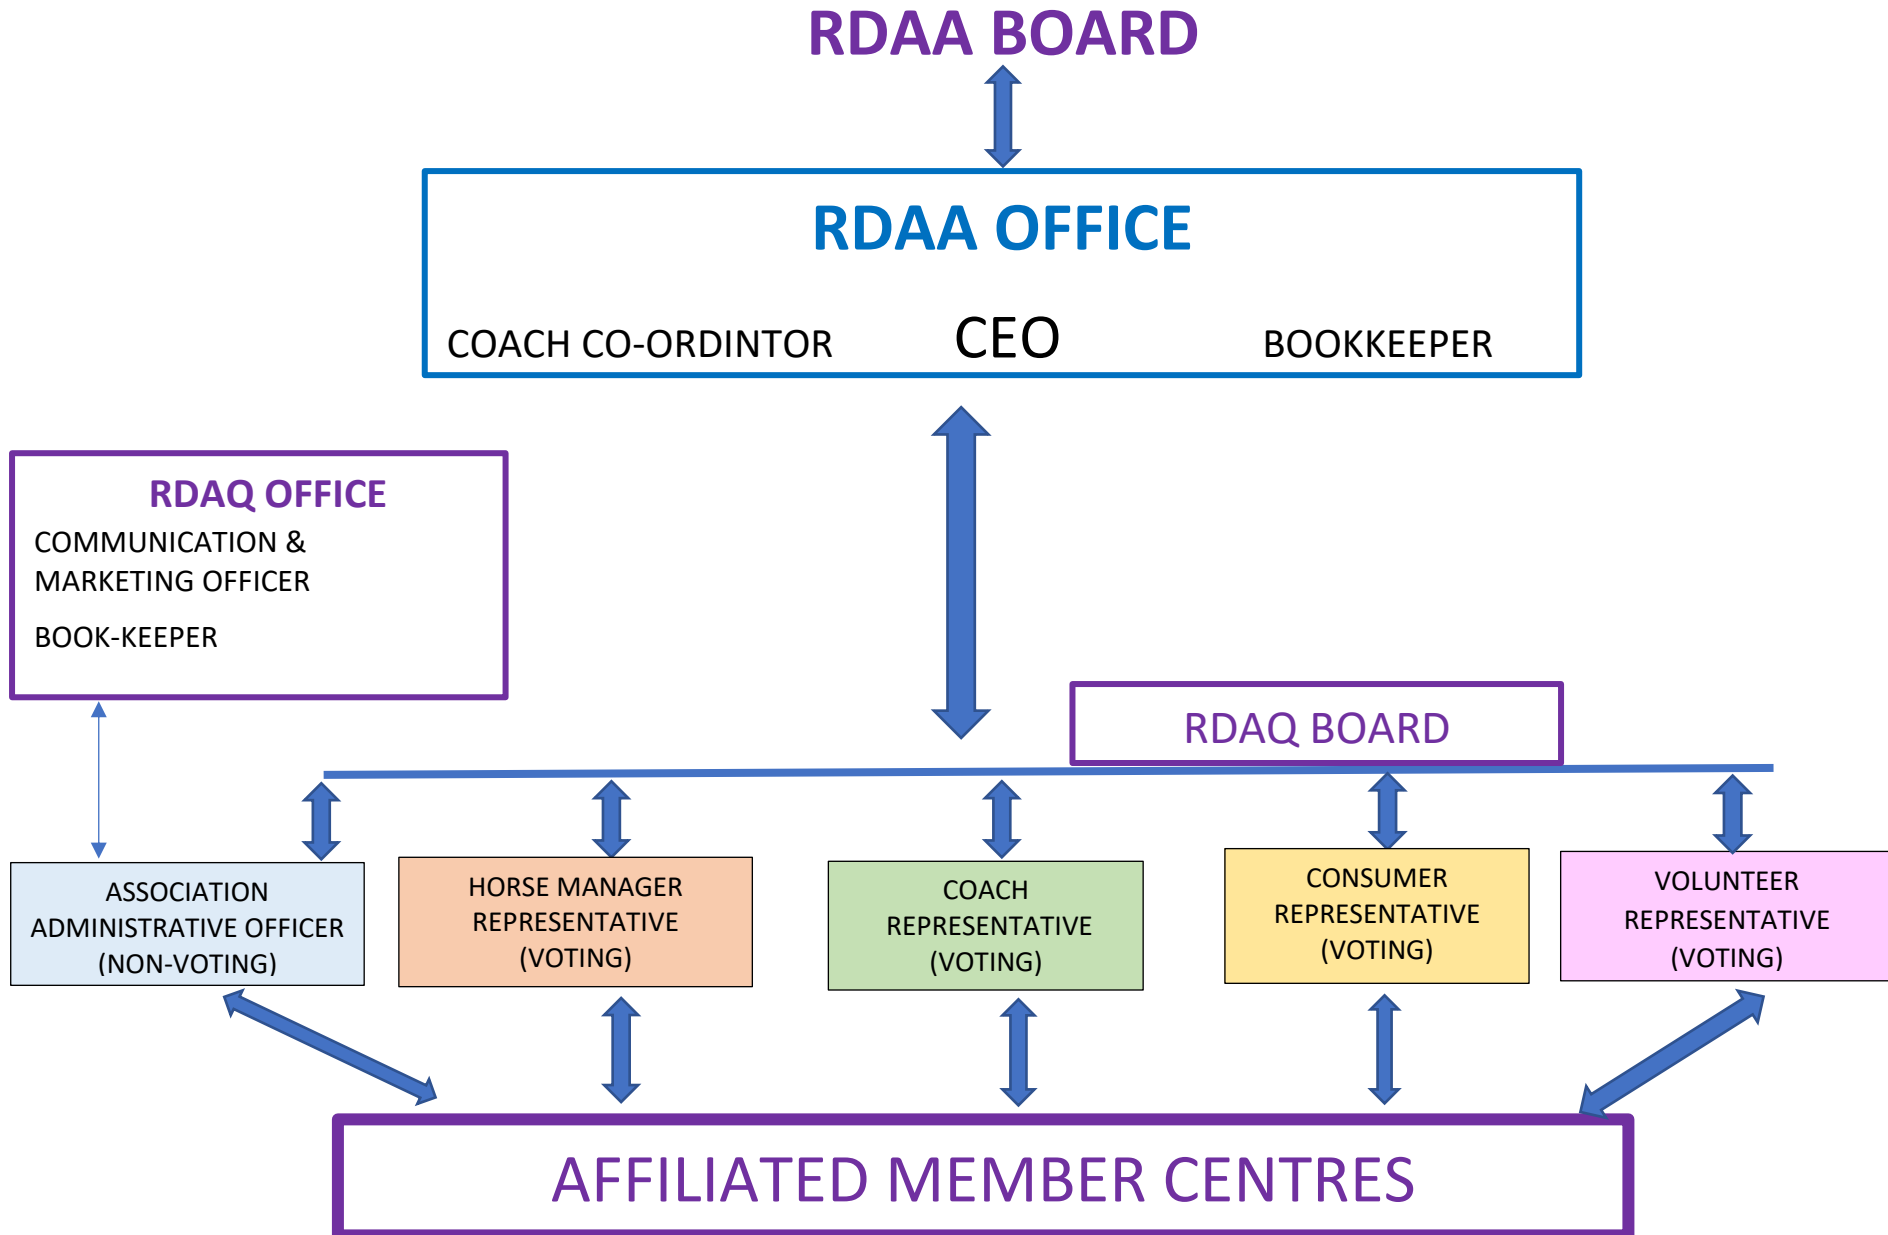 RDAA BOARD
RDAA OFFICE
COACH CO-ORDINTOR CEO BOOKKEEPER
RDAQ OFFICE
COMMUNICATION &
MARKETING OFFICER
BOOK-KEEPER
RDAQ BOARD
ASSOCIATION
ADMINISTRATIVE OFFICER
(NON-VOTING)
HORSE MANAGER
REPRESENTATIVE
(VOTING)
COACH
REPRESENTATIVE
(VOTING)
CONSUMER
REPRESENTATIVE
(VOTING)
VOLUNTEER
REPRESENTATIVE
(VOTING)
AFFILIATED MEMBER CENTRES